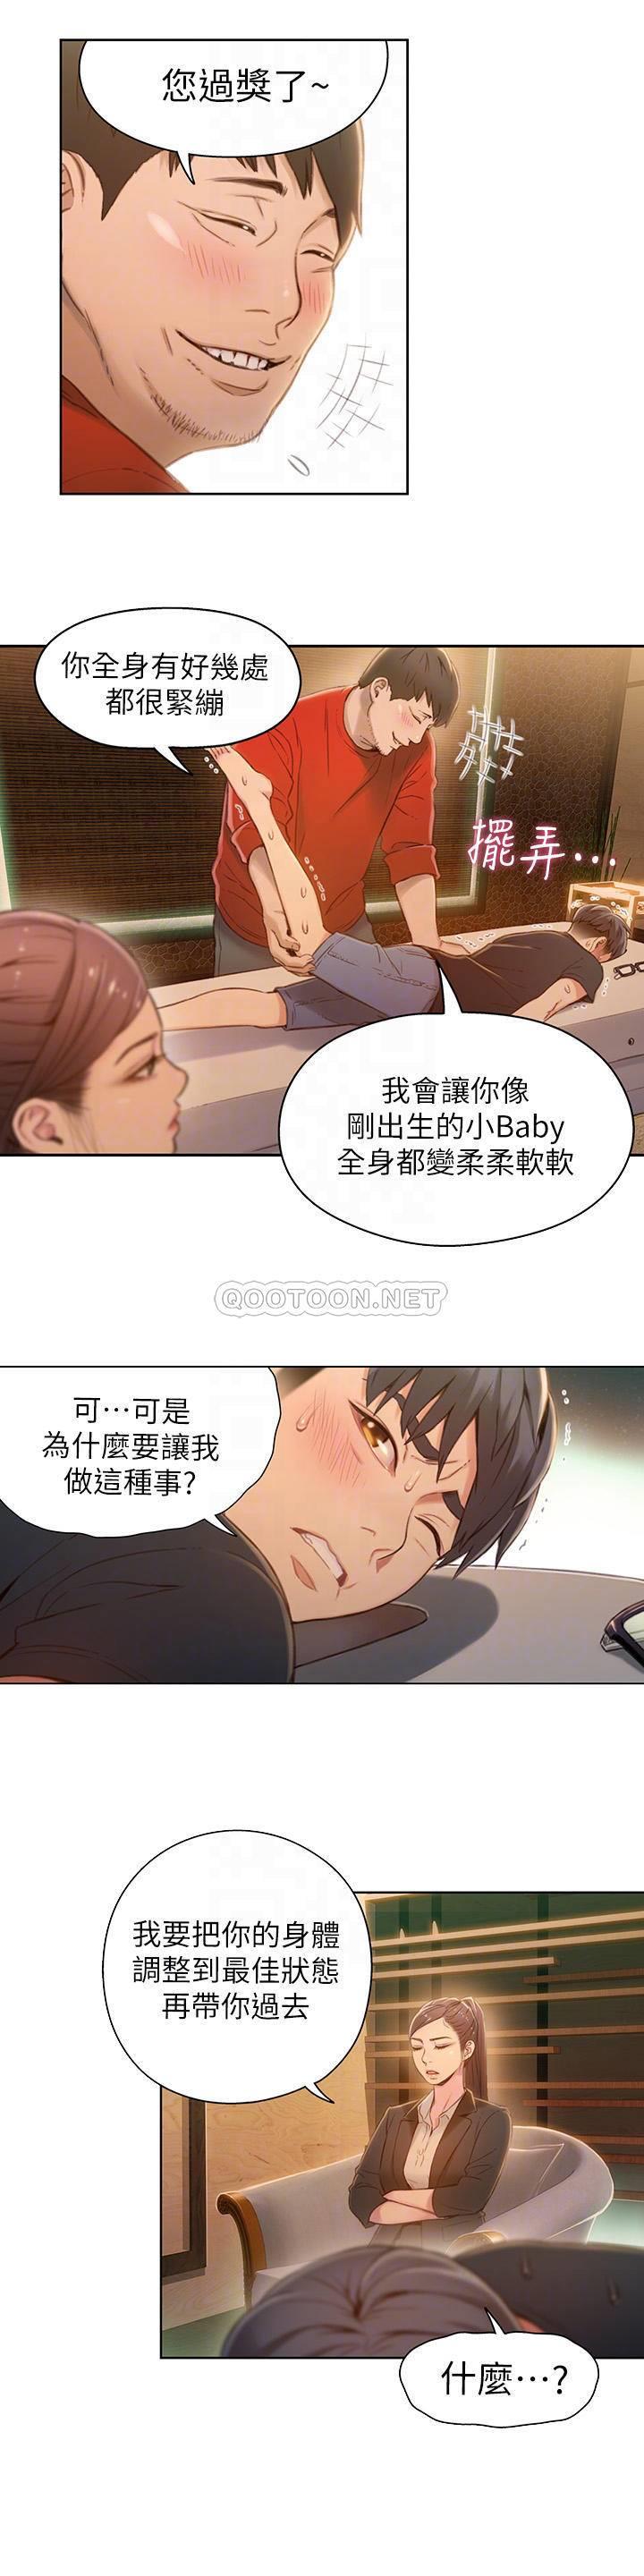 您過獎了~
你全身有好幾處
都很緊繃
擺弄...
我會讓你像
剛出生的小Baby
全身都變柔柔軟軟
QOOTOON.NET
可…可是
為什麼要讓我
做這種事?
我要把你的身體
調整到最佳狀態
再帶你過去
什麼…?